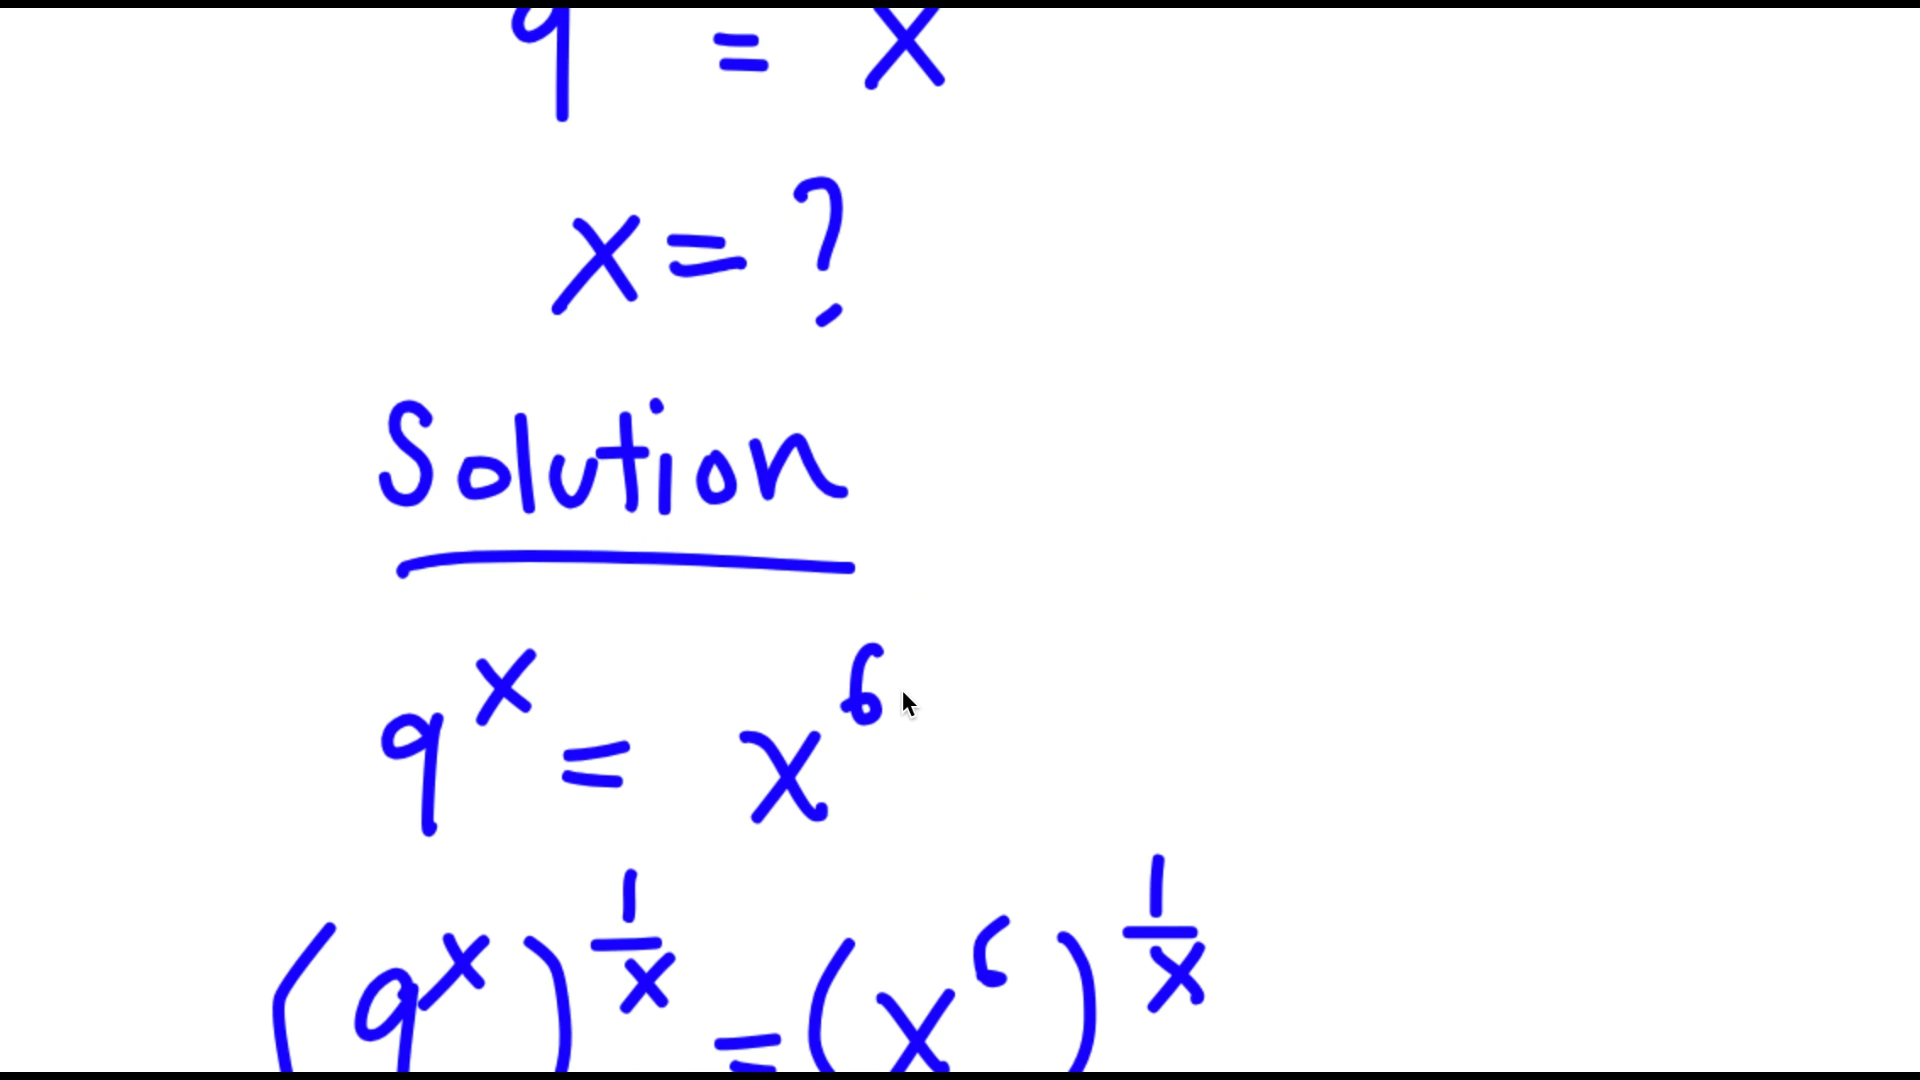 9 = x
x = ?
Solution
9^x = x^6
(9^x)^(1/x) = (x^6)^(1/x)